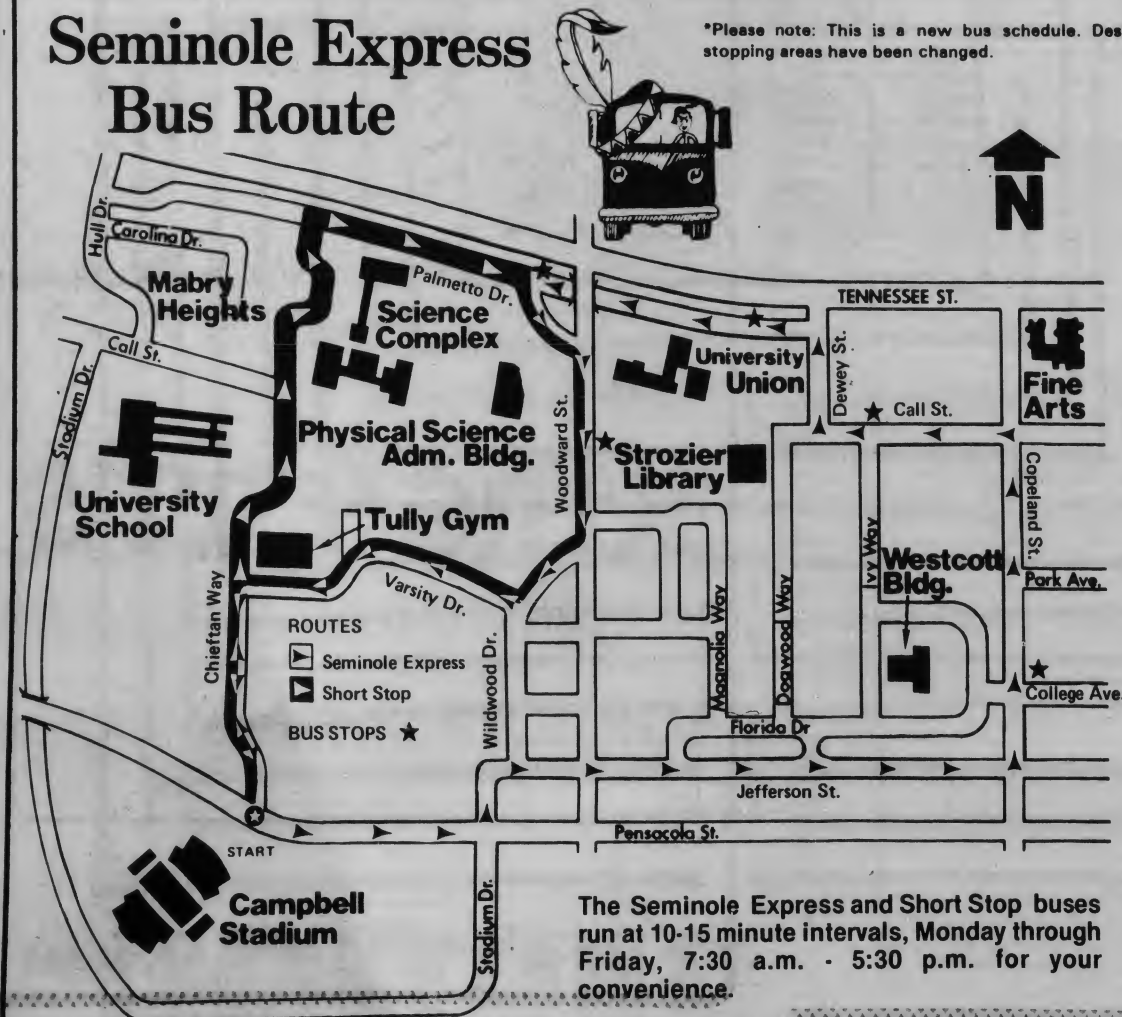 Seminole Express
Bus Route
*Please note: This is a new bus schedule. Des
stopping areas have been changed.
N
Hull Dr.
Carolina Dr.
Mabry
Heights
Call St.
Stadium Dr.
University
School
Palmetto Dr.
Science
Complex
Physical Science
Adm. Bldg.
Tully Gym
Varsity Dr.
Chieftan Way
Woodward St.
Wildwood Dr.
TENNESSEE ST.
University
Union
Dewey St.
Call St.
Fine
Arts
Strozier
Library
Copeland St.
Ivy Way
Westcott
Bldg.
Park Ave.
College Ave.
Magnolia Way
Dogwood Way
Florida Dr
Jefferson St.
Pensacola St.
ROUTES
Seminole Express
Short Stop
BUS STOPS
START
Campbell
Stadium
Stadium Dr.
The Seminole Express and Short Stop buses
run at 10-15 minute intervals, Monday through
Friday, 7:30 a.m. - 5:30 p.m. for your
convenience.